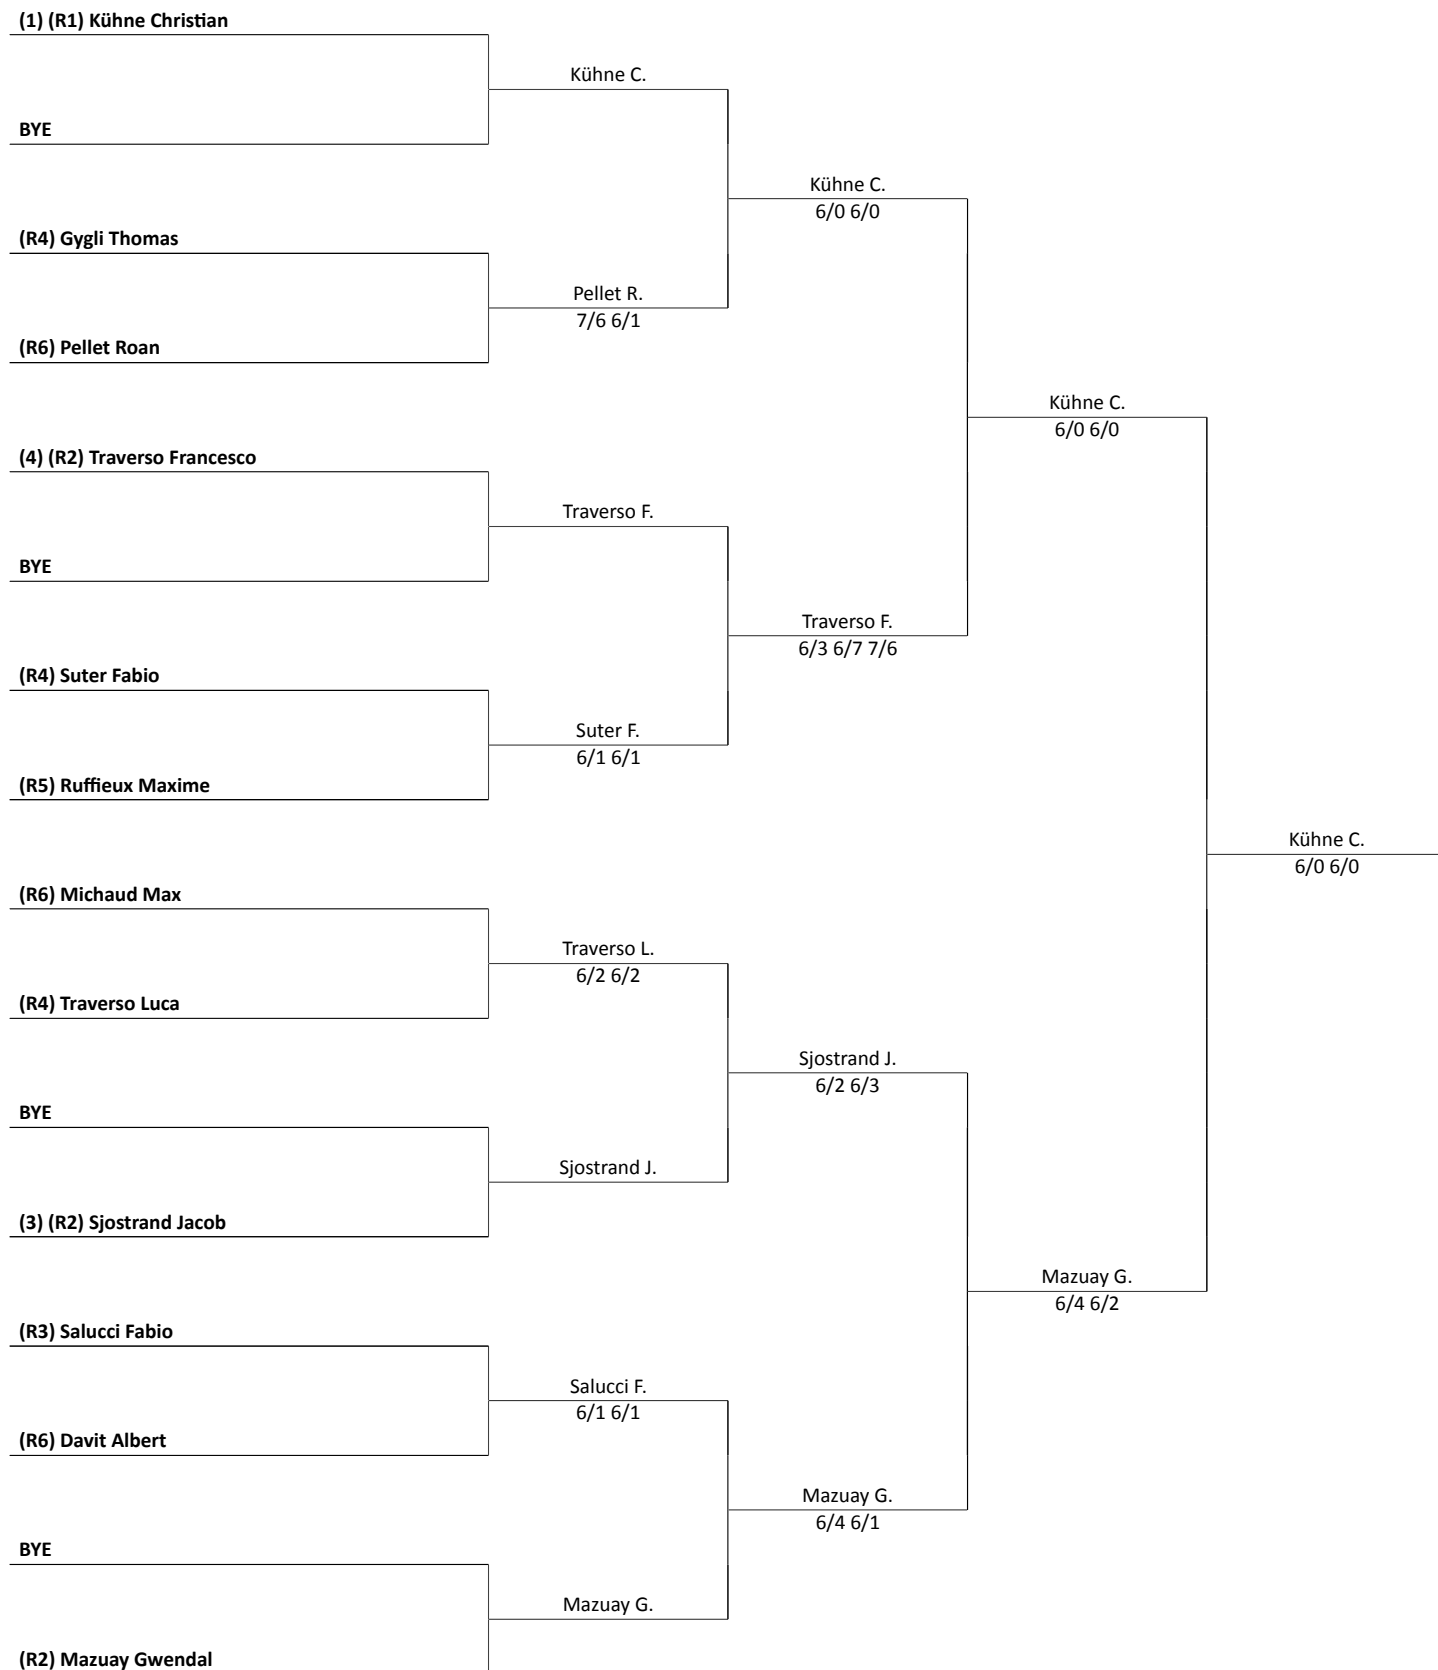 (1) (R1) Kühne Christian
Kühne C.
BYE
Kühne C.
6/0 6/0
(R4) Gygli Thomas
Pellet R.
7/6 6/1
(R6) Pellet Roan
Kühne C.
6/0 6/0
(4) (R2) Traverso Francesco
Traverso F.
BYE
Traverso F.
6/3 6/7 7/6
(R4) Suter Fabio
Suter F.
6/1 6/1
(R5) Ruffieux Maxime
Kühne C.
6/0 6/0
(R6) Michaud Max
Traverso L.
6/2 6/2
(R4) Traverso Luca
Sjostrand J.
6/2 6/3
BYE
Sjostrand J.
(3) (R2) Sjostrand Jacob
Mazuay G.
6/4 6/2
(R3) Salucci Fabio
Salucci F.
6/1 6/1
(R6) Davit Albert
Mazuay G.
6/4 6/1
BYE
Mazuay G.
(R2) Mazuay Gwendal